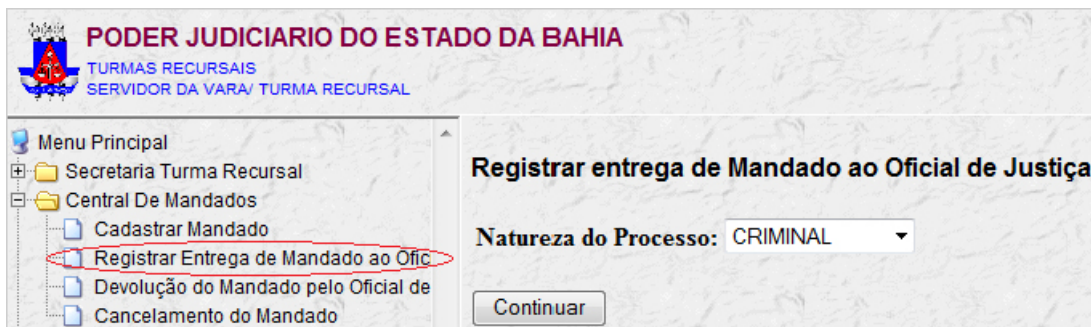 PODER JUDICIARIO DO ESTADO DA BAHIA
TURMAS RECURSAIS
SERVIDOR DA VARA/ TURMA RECURSAL
Menu Principal
Secretaria Turma Recursal
Central De Mandados
Cadastrar Mandado
Registrar Entrega de Mandado ao Ofic
Devolução do Mandado pelo Oficial de
Cancelamento do Mandado
Registrar entrega de Mandado ao Oficial de Justiça
Natureza do Processo: CRIMINAL
Continuar